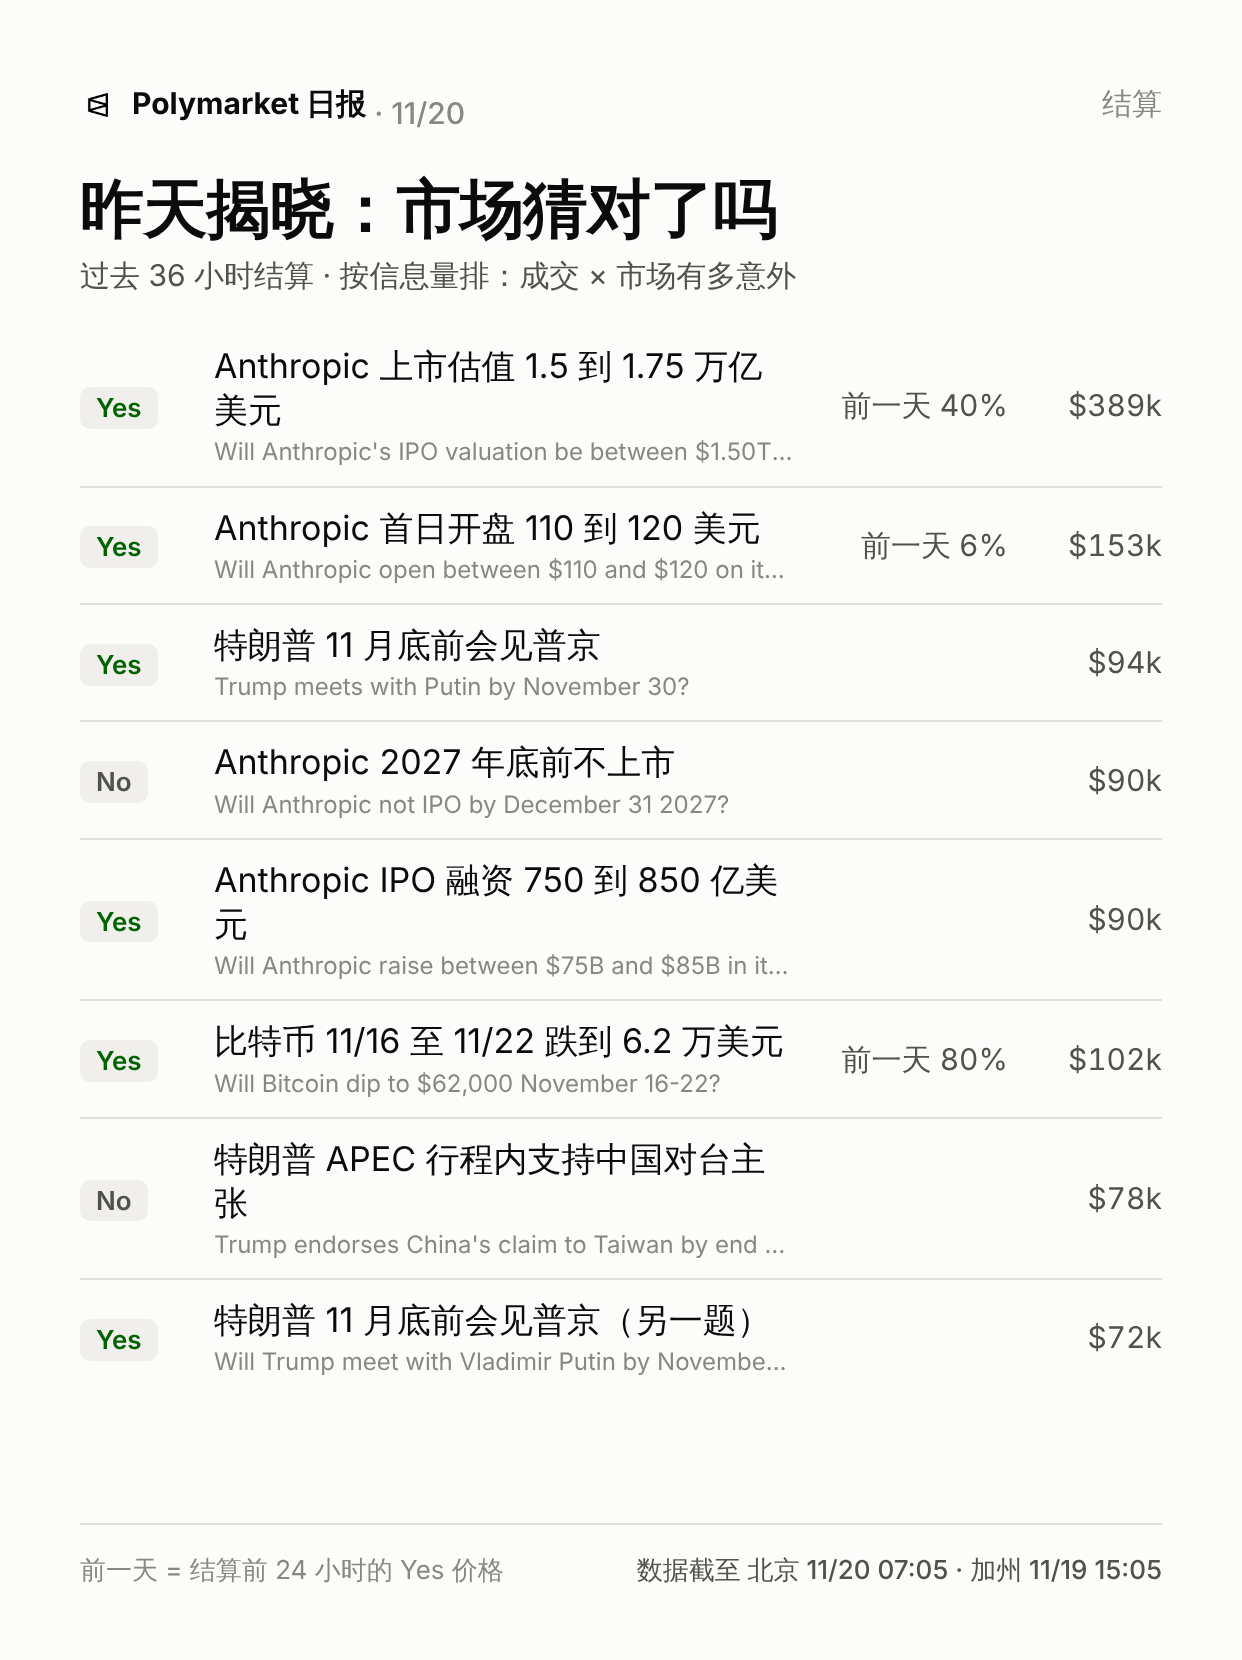 Polymarket 日报 · 11/20
结算
昨天揭晓：市场猜对了吗
过去 36 小时结算 · 按信息量排：成交 × 市场有多意外
Yes
Anthropic 上市估值 1.5 到 1.75 万亿
美元
Will Anthropic's IPO valuation be between $1.50T...
前一天 40%
$389k
Yes
Anthropic 首日开盘 110 到 120 美元
Will Anthropic open between $110 and $120 on it...
前一天 6%
$153k
Yes
特朗普 11 月底前会见普京
Trump meets with Putin by November 30?
$94k
No
Anthropic 2027 年底前不上市
Will Anthropic not IPO by December 31 2027?
$90k
Yes
Anthropic IPO 融资 750 到 850 亿美
元
Will Anthropic raise between $75B and $85B in it...
$90k
Yes
比特币 11/16 至 11/22 跌到 6.2 万美元
Will Bitcoin dip to $62,000 November 16-22?
前一天 80%
$102k
No
特朗普 APEC 行程内支持中国对台主
张
Trump endorses China's claim to Taiwan by end ...
$78k
Yes
特朗普 11 月底前会见普京（另一题）
Will Trump meet with Vladimir Putin by Novembe...
$72k
前一天 = 结算前 24 小时的 Yes 价格
数据截至 北京 11/20 07:05 · 加州 11/19 15:05